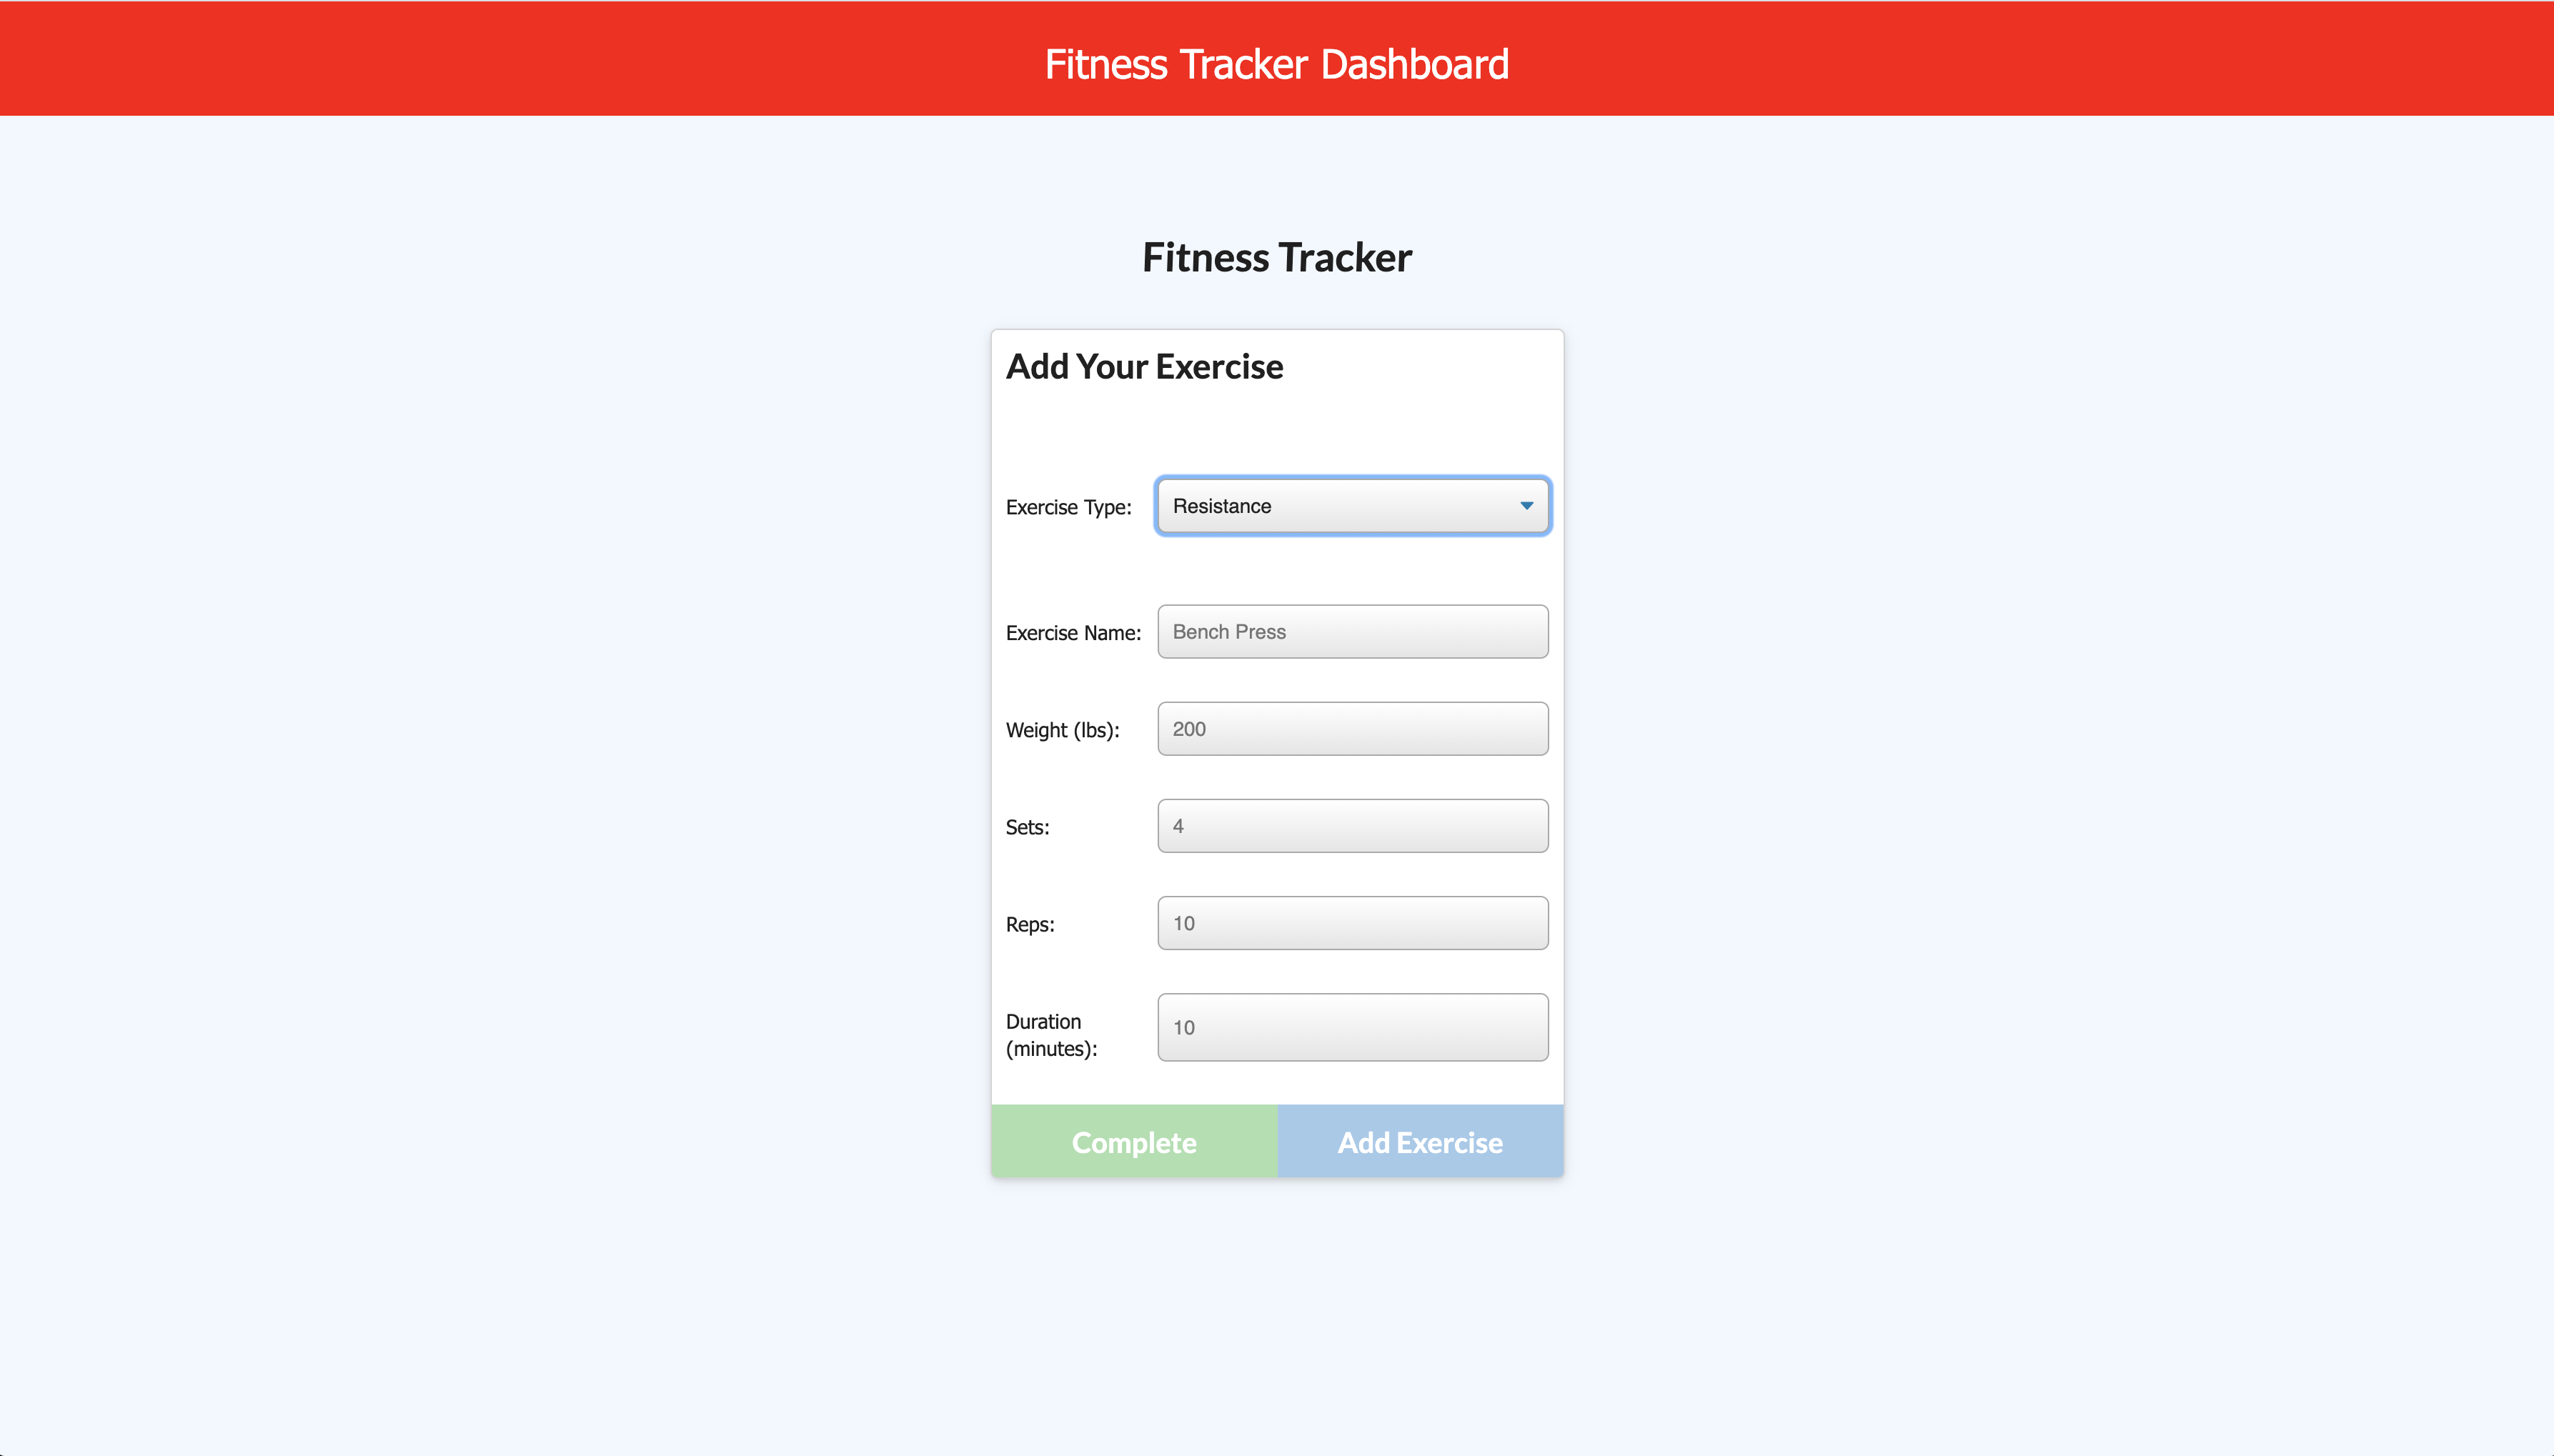 Fitness Tracker Dashboard
Fitness Tracker
Add Your Exercise
Exercise Type: Resistance
Exercise Name: Bench Press
Weight (lbs): 200
Sets: 4
Reps: 10
Duration (minutes): 10
Complete Add Exercise